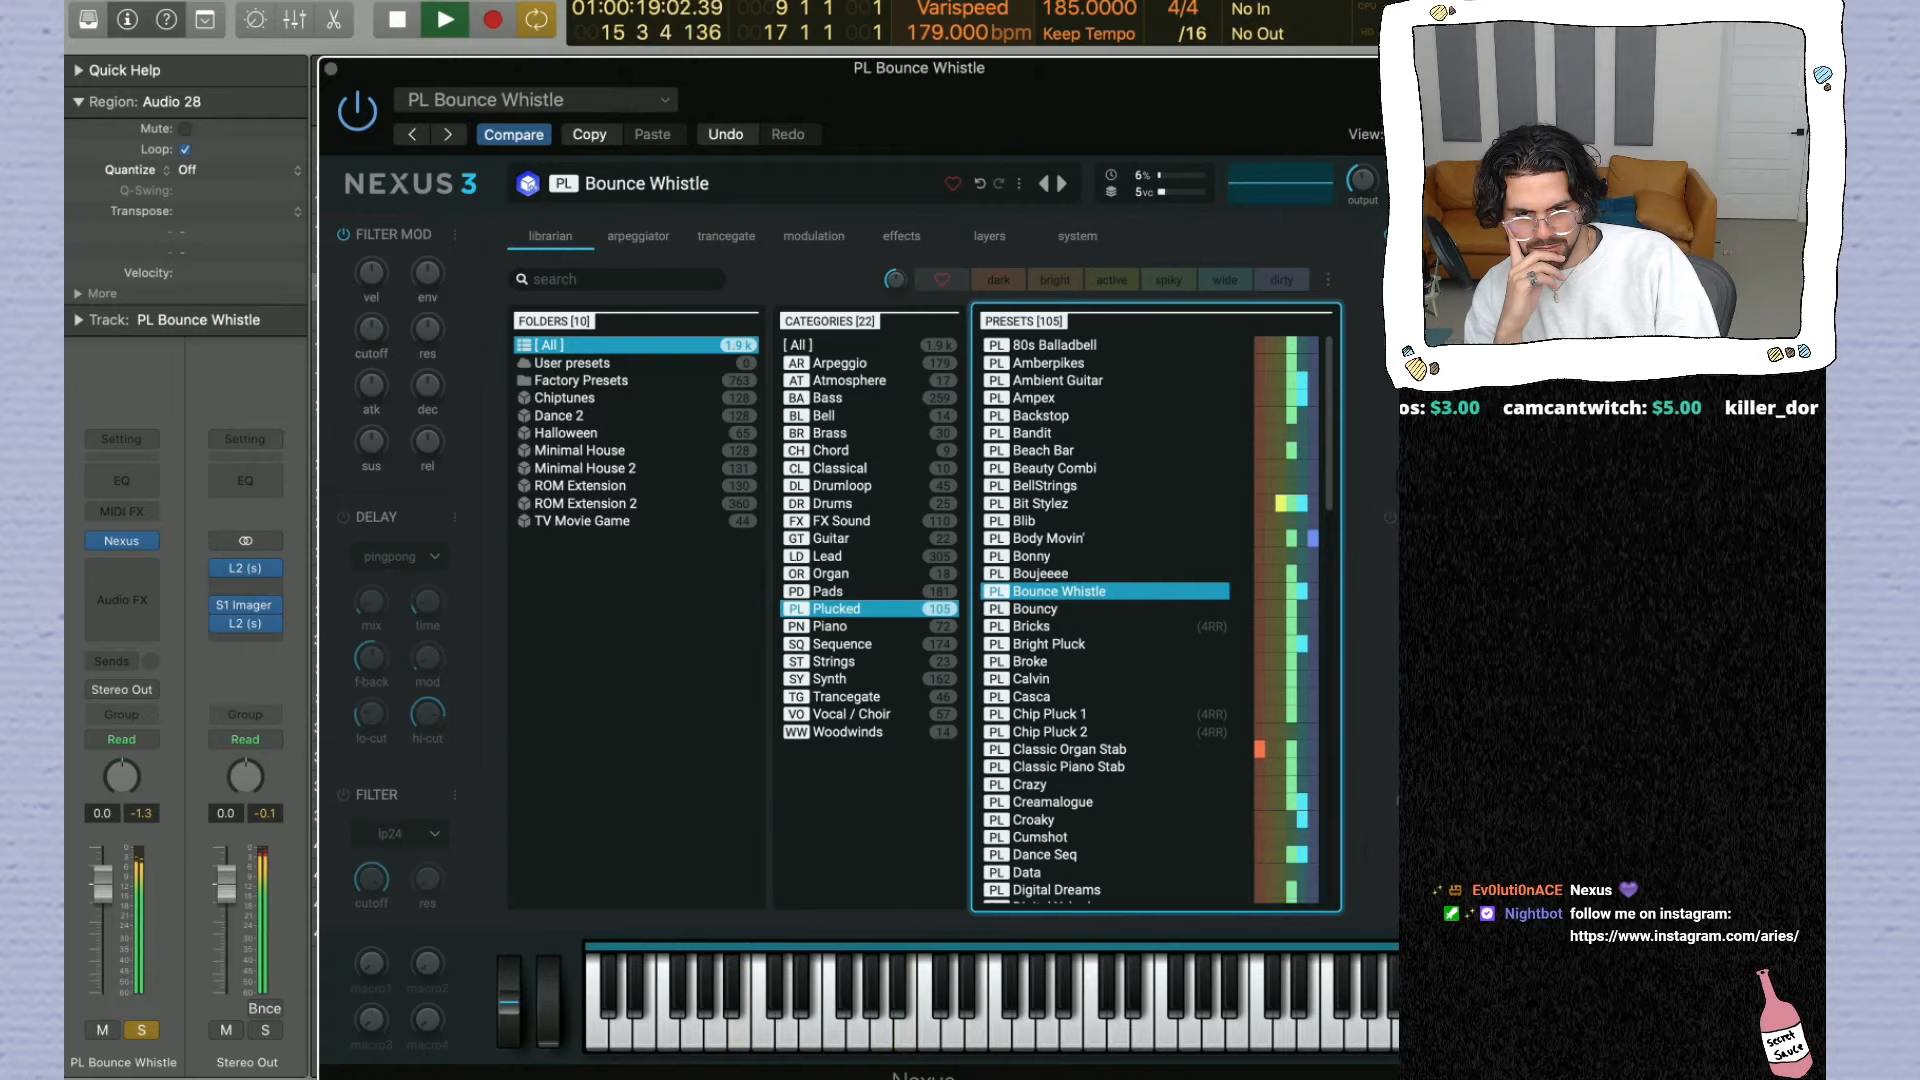 01:00:19:02.39
15 3 4 136
9 1 1 1
17 1 1 1
Varispeed
179.000bpm
185.0000
Keep Tempo
4/4
/16
No In
No Out
CPU
HD
Quick Help
Region: Audio 28
Mute:
Loop:
Quantize Off
Q-Swing:
Transpose:
Velocity:
More
Track: PL Bounce Whistle
Setting Setting
EQ EQ
MIDI FX
Nexus
L2 (s)
Audio FX
S1 Imager
L2 (s)
Sends
Stereo Out
Group Group
Read Read
0.0 -1.3 0.0 -0.1
Bnce
M S M S
PL Bounce Whistle Stereo Out
PL Bounce Whistle
PL Bounce Whistle
Compare Copy Paste Undo Redo View:
NEXUS 3
PL Bounce Whistle
6%
5vc
output
FILTER MOD
vel env
cutoff res
atk dec
sus rel
DELAY
pingpong
mix time
f-back mod
lo-cut hi-cut
FILTER
lp24
cutoff res
macro1 macro2
macro3 macro4
librarian arpeggiator trancegate modulation effects layers system
search
dark bright active spiky wide dirty
FOLDERS [10]
[ All ] 1.9 k
User presets 0
Factory Presets 763
Chiptunes 128
Dance 2 128
Halloween 65
Minimal House 128
Minimal House 2 131
ROM Extension 130
ROM Extension 2 360
TV Movie Game 44
CATEGORIES [22]
[ All ] 1.9 k
AR Arpeggio 179
AT Atmosphere 17
BA Bass 259
BL Bell 14
BR Brass 30
CH Chord 9
CL Classical 10
DL Drumloop 45
DR Drums 25
FX FX Sound 110
GT Guitar 22
LD Lead 305
OR Organ 18
PD Pads 181
PL Plucked 105
PN Piano 72
SQ Sequence 174
ST Strings 23
SY Synth 162
TG Trancegate 46
VO Vocal / Choir 57
WW Woodwinds 14
PRESETS [105]
PL 80s Balladbell
PL Amberpikes
PL Ambient Guitar
PL Ampex
PL Backstop
PL Bandit
PL Beach Bar
PL Beauty Combi
PL BellStrings
PL Bit Stylez
PL Blib
PL Body Movin'
PL Bonny
PL Boujeeee
PL Bounce Whistle
PL Bouncy
PL Bricks (4RR)
PL Bright Pluck
PL Broke
PL Calvin
PL Casca
PL Chip Pluck 1 (4RR)
PL Chip Pluck 2 (4RR)
PL Classic Organ Stab
PL Classic Piano Stab
PL Crazy
PL Creamalogue
PL Croaky
PL Cumshot
PL Dance Seq
PL Data
PL Digital Dreams
Nexus
os: $3.00 camcantwitch: $5.00 killer_dor
Ev0luti0nACE Nexus
Nightbot follow me on instagram:
https://www.instagram.com/aries/
Secret
Sauce